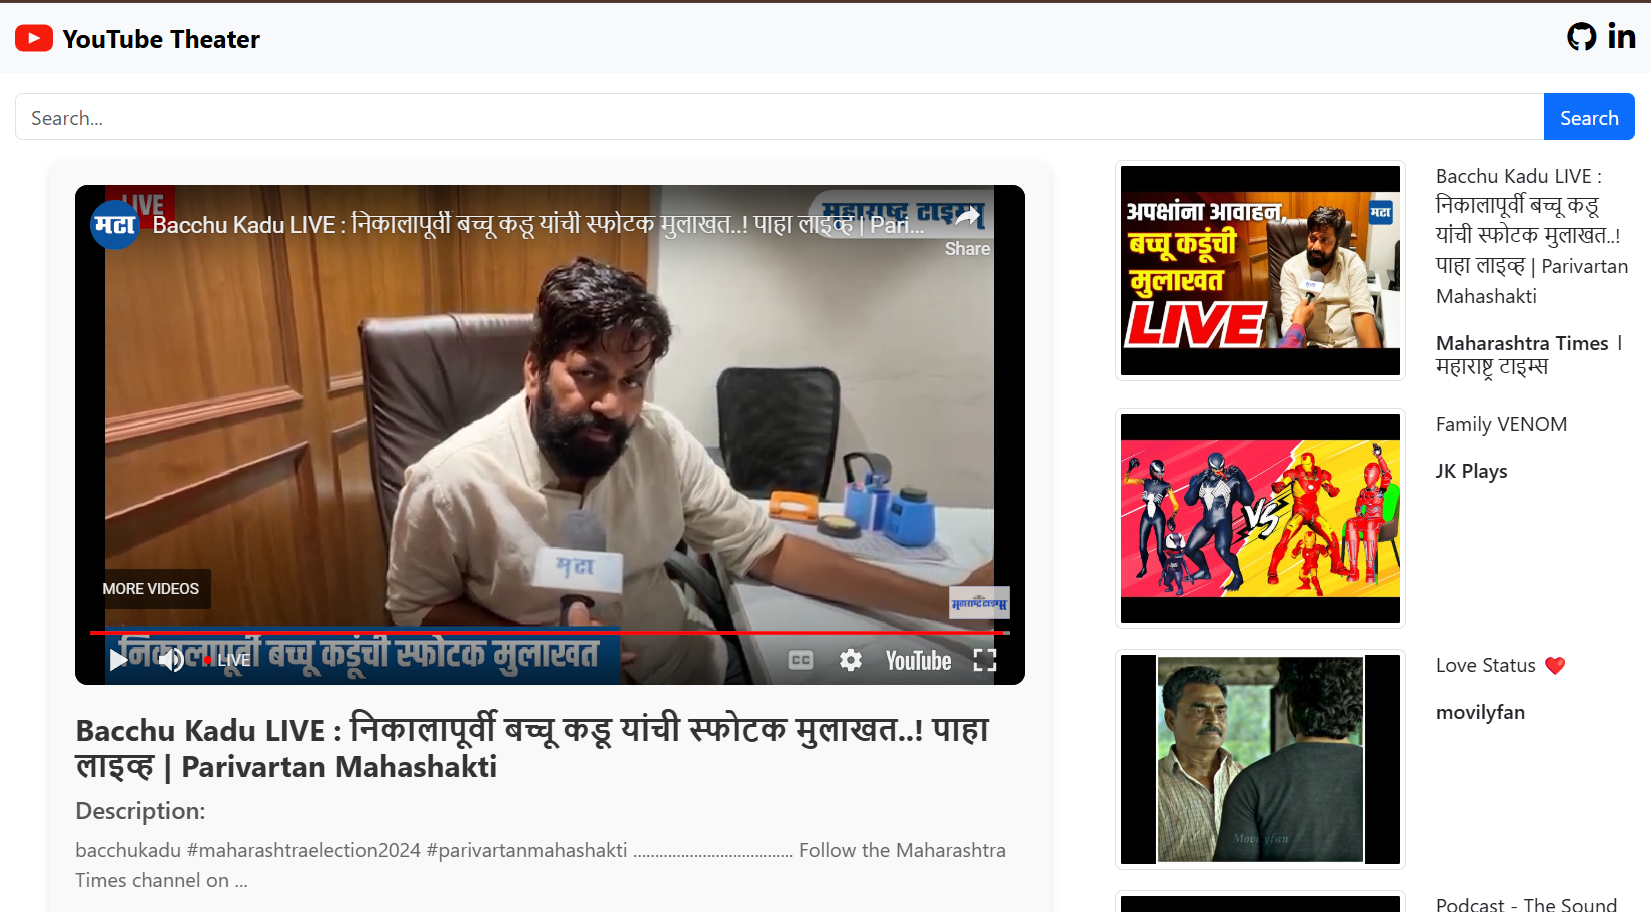 YouTube Theater
in
Search...
Search
LIVE
मटा
Bacchu Kadu LIVE : निकालापूर्वी बच्चू कडू यांची स्फोटक मुलाखत..! पाहा लाइव्ह | Pari...
महाराष्ट्र टाइम्स
Share
मटा
MORE VIDEOS
महाराष्ट्र टाइम्स
निकालापूर्वी बच्चू कडूंची स्फोटक मुलाखत
LIVE
CC
YouTube
Bacchu Kadu LIVE : निकालापूर्वी बच्चू कडू यांची स्फोटक मुलाखत..! पाहा
लाइव्ह | Parivartan Mahashakti
Description:
bacchukadu #maharashtraelection2024 #parivartanmahashakti ..................................... Follow the Maharashtra
Times channel on ...
अपक्षांना आवाहन,
मटा
बच्चू कडूंची
मुलाखत
LIVE
Bacchu Kadu LIVE :
निकालापूर्वी बच्चू कडू
यांची स्फोटक मुलाखत..!
पाहा लाइव्ह | Parivartan
Mahashakti
Maharashtra Times ।
महाराष्ट्र टाइम्स
VS
Family VENOM
JK Plays
Movilyfan
Love Status ❤️
movilyfan
Podcast - The Sound